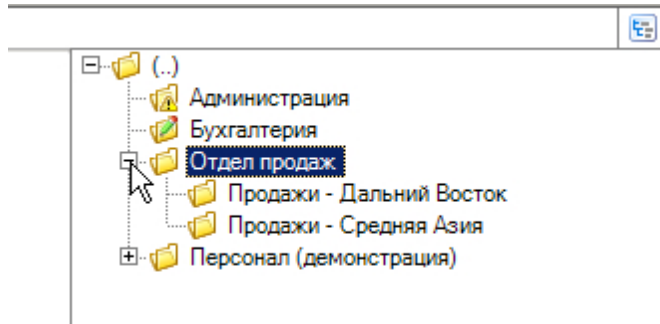 (..)
Администрация
Бухгалтерия
Отдел продаж
Продажи - Дальний Восток
Продажи - Средняя Азия
Персонал (демонстрация)